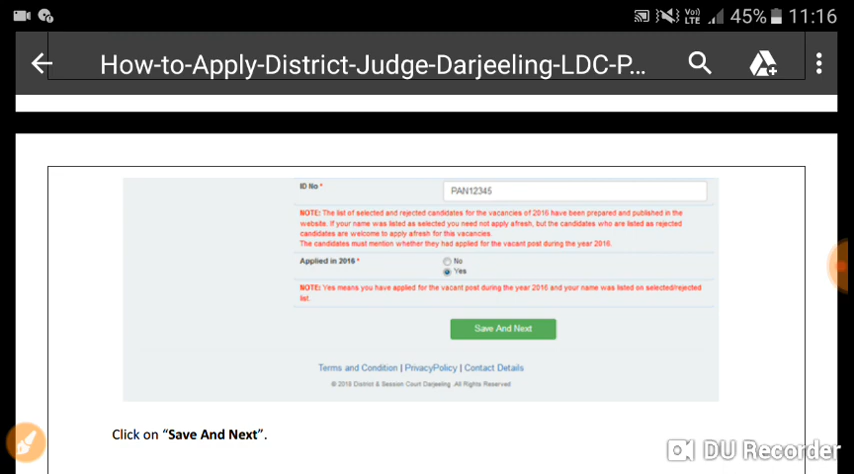 Vo))
LTE
45% 11:16
How-to-Apply-District-Judge-Darjeeling-LDC-P...
ID No *
PAN12345
NOTE: The list of selected and rejected candidates for the vacancies of 2016 have been prepared and published in the
website. If your name was listed as selected you need not apply afresh, but the candidates who are listed as rejected
candidates are welcome to apply afresh for this vacancies.
The candidates must mention whether they had applied for the vacant post during the year 2016.
Applied in 2016 *
No
Yes
NOTE: Yes means you have applied for the vacant post during the year 2016 and your name was listed on selected/rejected
list.
Save And Next
Terms and Condition | PrivacyPolicy | Contact Details
© 2018 District & Session Court Darjeeling .All Rights Reserved
Click on “Save And Next”.
DU Recorder